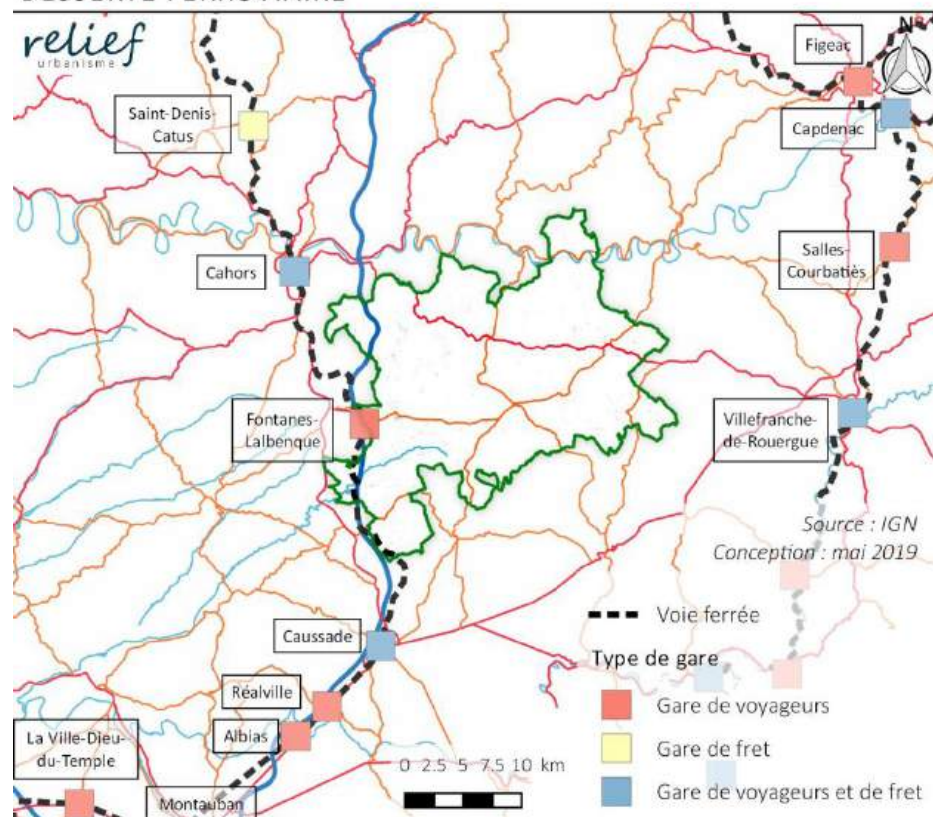 relief
urbanisme
N
Figeac
Saint-Denis-
Catus
Capdenac
Salles-
Courbatiès
Cahors
Fontanes-
Lalbenque
Villefranche-
de-Rouergue
Source : IGN
Conception : mai 2019
Voie ferrée
Caussade
Type de gare
Réalville
Gare de voyageurs
Albias
La Ville-Dieu-
du-Temple
Gare de fret
0 2.5 5 7.5 10 km
Montauban
Gare de voyageurs et de fret